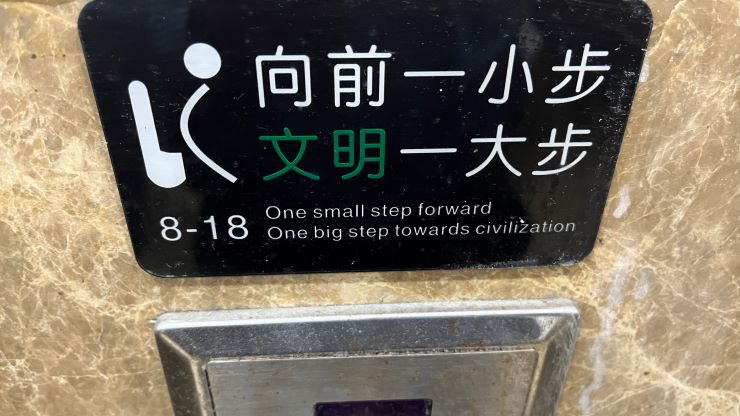 向前一小步
文明一大步
8-18
One small step forward
One big step towards civilization